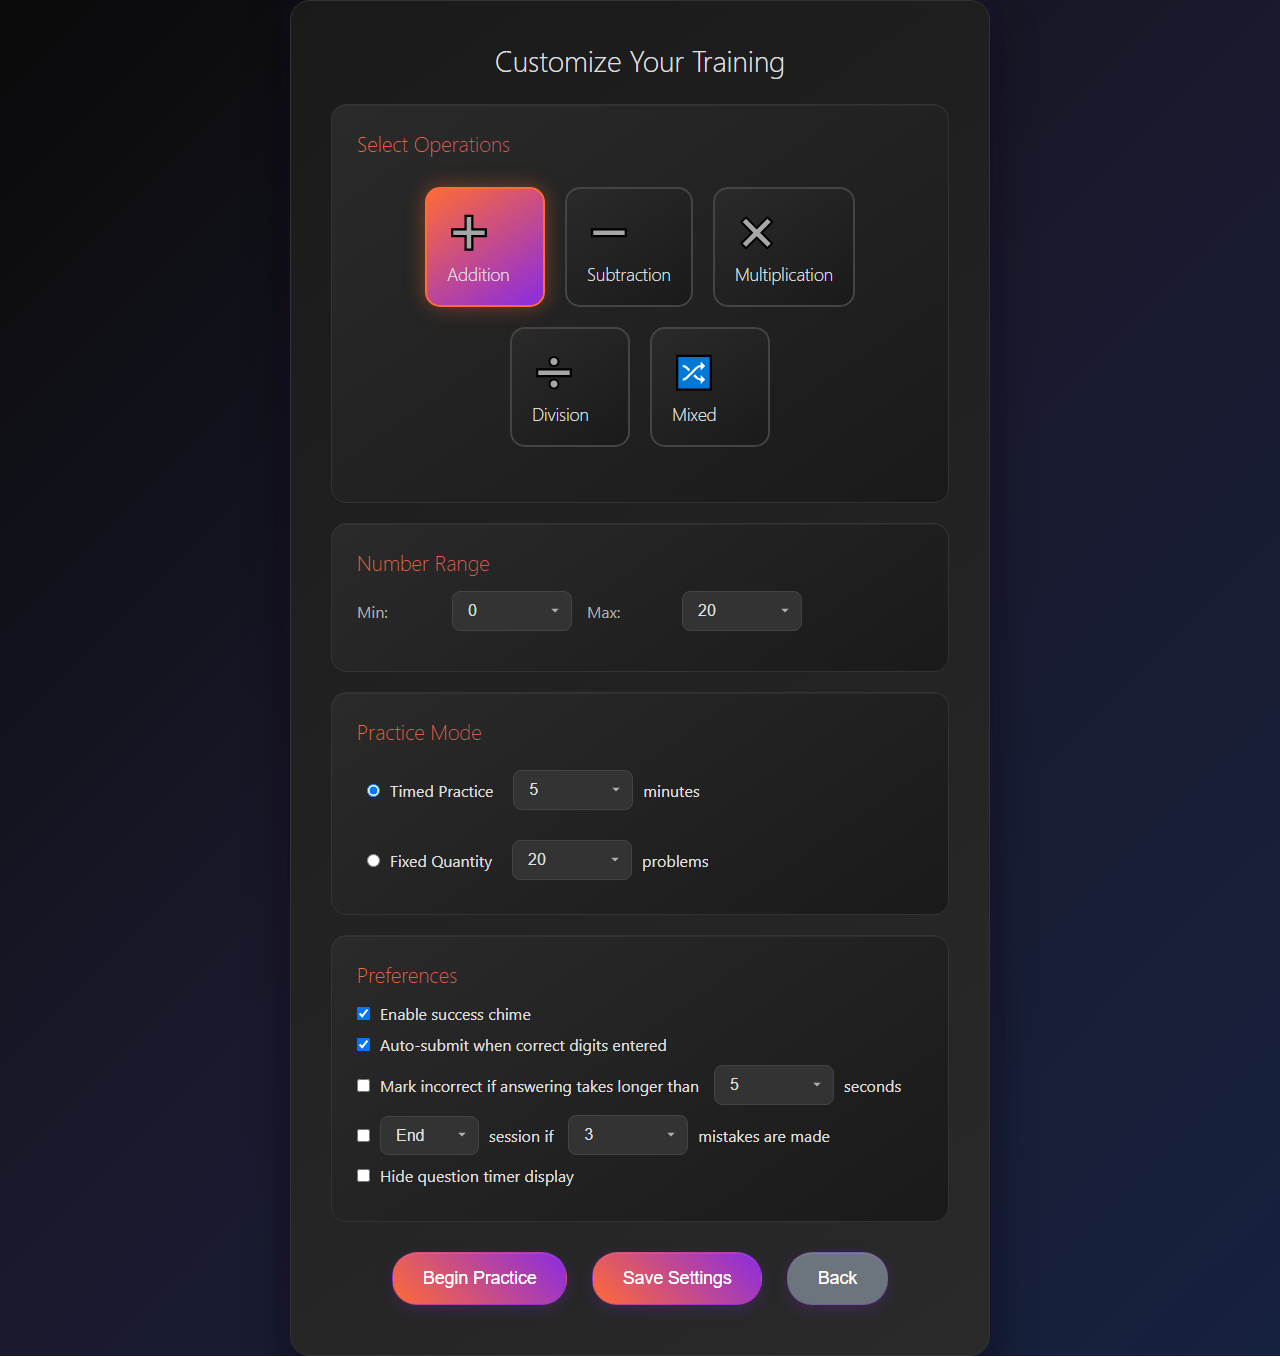 Customize Your Training
Select Operations
Addition
Subtraction
Multiplication
Division
Mixed
Number Range
Min: 0 Max: 20
Practice Mode
Timed Practice 5 minutes
Fixed Quantity 20 problems
Preferences
Enable success chime
Auto-submit when correct digits entered
Mark incorrect if answering takes longer than 5 seconds
End session if 3 mistakes are made
Hide question timer display
Begin Practice Save Settings Back